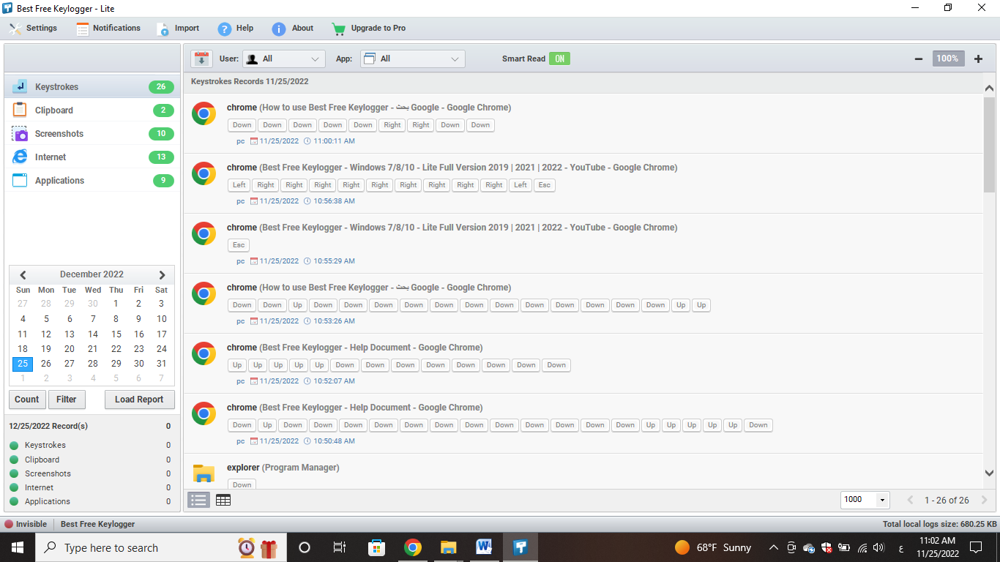 Best Free Keylogger - Lite
Settings Notifications Import Help About Upgrade to Pro
User: All App: All Smart Read ON 100%
Keystrokes 26
Clipboard 2
Screenshots 10
Internet 13
Applications 9
December 2022
Sun Mon Tue Wed Thu Fri Sat
27 28 29 30 1 2 3
4 5 6 7 8 9 10
11 12 13 14 15 16 17
18 19 20 21 22 23 24
25 26 27 28 29 30 31
1 2 3 4 5 6 7
Count Filter Load Report
12/25/2022 Record(s) 0
Keystrokes 0
Clipboard 0
Screenshots 0
Internet 0
Applications 0
Keystrokes Records 11/25/2022
chrome (How to use Best Free Keylogger - بحث Google - Google Chrome)
Down Down Down Down Down Right Right Down Down
pc 11/25/2022 11:00:11 AM
chrome (Best Free Keylogger - Windows 7/8/10 - Lite Full Version 2019 | 2021 | 2022 - YouTube - Google Chrome)
Left Right Right Right Right Right Right Right Right Right Left Esc
pc 11/25/2022 10:56:38 AM
chrome (Best Free Keylogger - Windows 7/8/10 - Lite Full Version 2019 | 2021 | 2022 - YouTube - Google Chrome)
Esc
pc 11/25/2022 10:55:29 AM
chrome (How to use Best Free Keylogger - بحث Google - Google Chrome)
Down Down Up Down Down Down Down Down Down Down Down Down Down Down Down Up Up
pc 11/25/2022 10:53:26 AM
chrome (Best Free Keylogger - Help Document - Google Chrome)
Up Up Up Up Up Down Down Down Down Down Down Down Down
pc 11/25/2022 10:52:07 AM
chrome (Best Free Keylogger - Help Document - Google Chrome)
Down Up Down Down Down Down Down Down Down Down Down Down Down Down Up Up Up Up Up Down
pc 11/25/2022 10:50:48 AM
explorer (Program Manager)
Down
1000 1 - 26 of 26
Invisible Best Free Keylogger Total local logs size: 680.25 KB
Type here to search 68°F Sunny ع 11:02 AM
11/25/2022